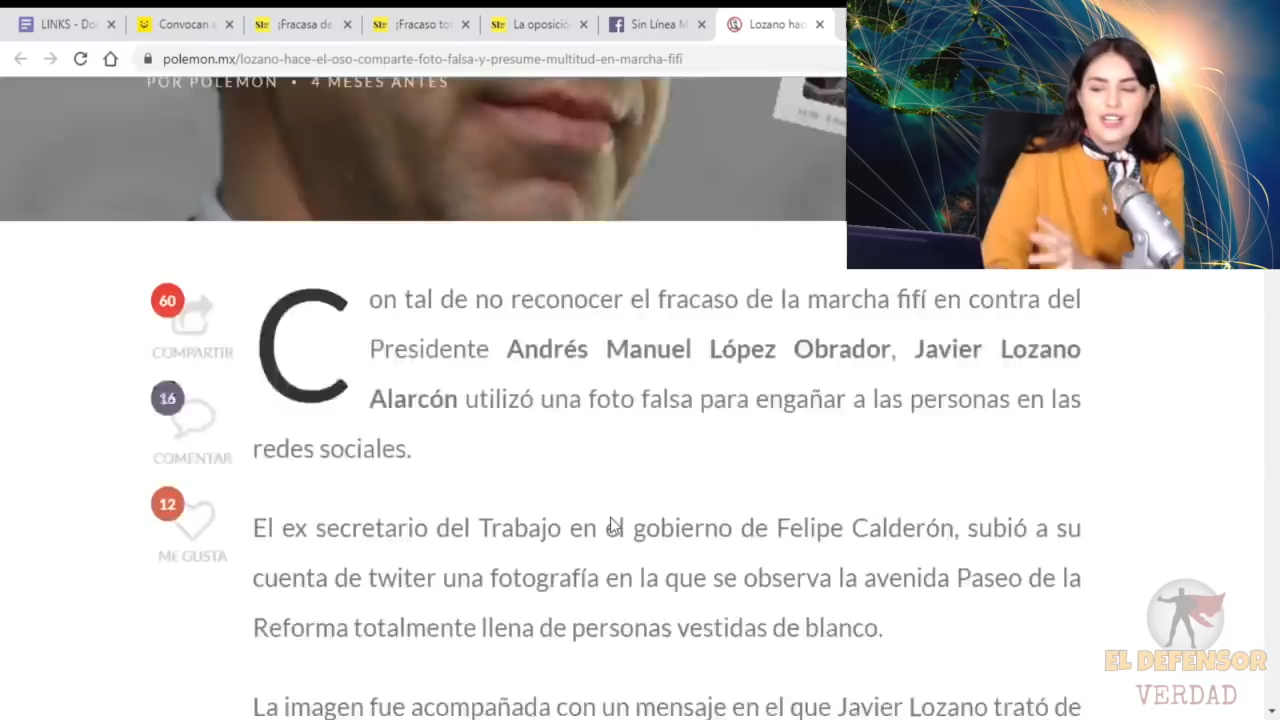 LINKS - Do
Convocan a
¡Fracasa de
¡Fracaso to
La oposició
Sin Línea M
Lozano hac
polemon.mx/lozano-hace-el-oso-comparte-foto-falsa-y-presume-multitud-en-marcha-fifi
POR POLEMON • 4 MESES ANTES
60
COMPARTIR
16
COMENTAR
12
ME GUSTA
Con tal de no reconocer el fracaso de la marcha fifí en contra del
Presidente Andrés Manuel López Obrador, Javier Lozano
Alarcón utilizó una foto falsa para engañar a las personas en las
redes sociales.
El ex secretario del Trabajo en el gobierno de Felipe Calderón, subió a su
cuenta de twiter una fotografía en la que se observa la avenida Paseo de la
Reforma totalmente llena de personas vestidas de blanco.
La imagen fue acompañada con un mensaje en el que Javier Lozano trató de
EL DEFENSOR
VERDAD